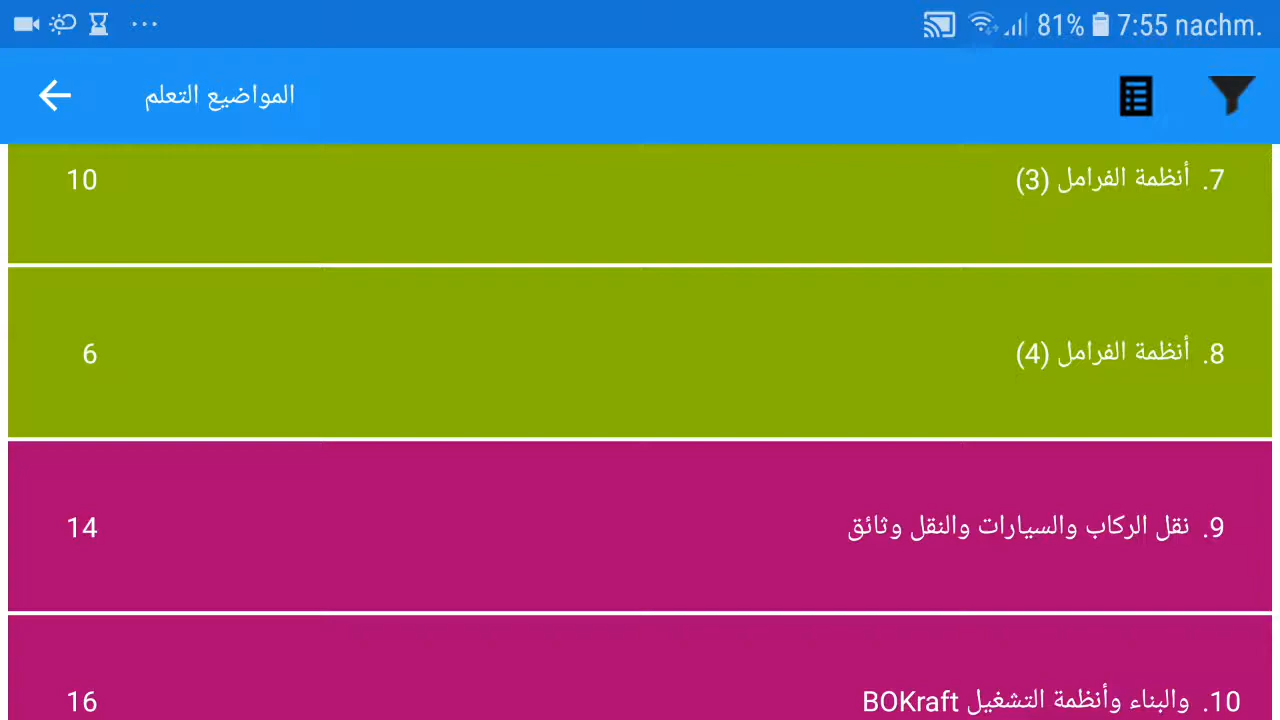 81% 7:55 nachm.
المواضيع التعلم
7. أنظمة الفرامل (3) 10
8. أنظمة الفرامل (4) 6
9. نقل الركاب والسيارات والنقل وثائق 14
10. والبناء وأنظمة التشغيل BOKraft 16